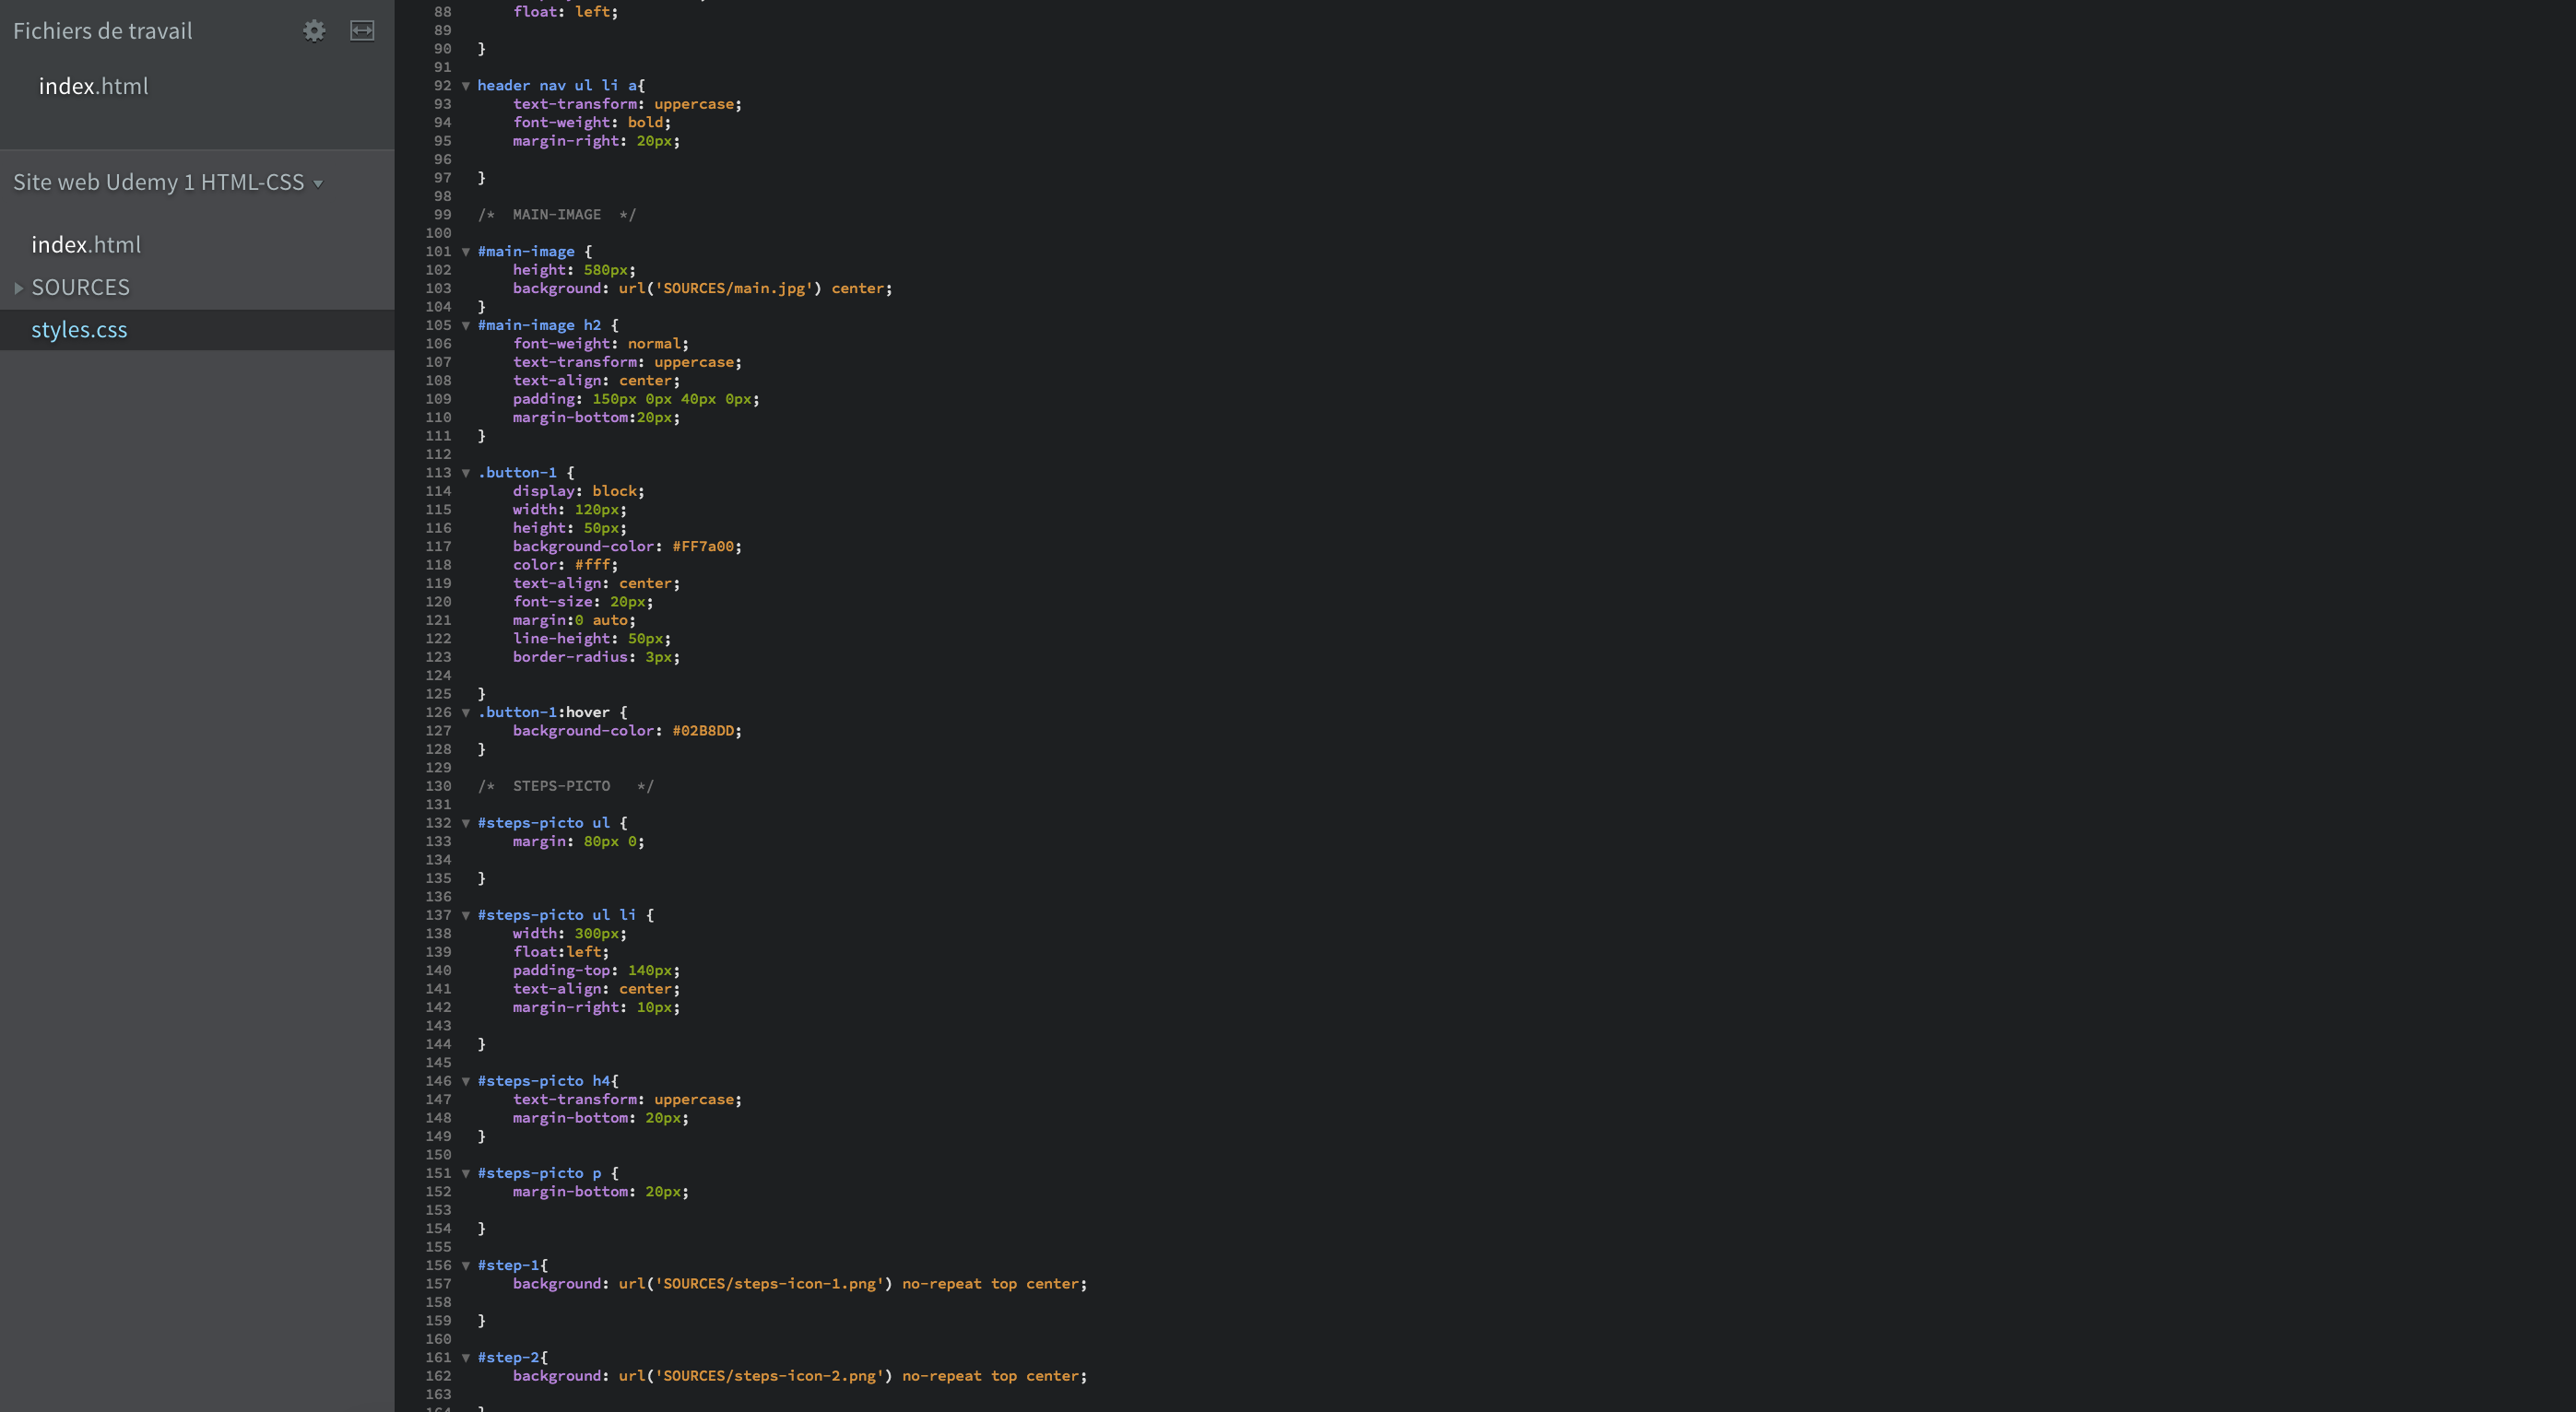 Fichiers de travail
index.html
Site web Udemy 1 HTML-CSS
index.html
SOURCES
styles.css
88 float: left;
89
90 }
91
92 header nav ul li a{
93 text-transform: uppercase;
94 font-weight: bold;
95 margin-right: 20px;
96
97 }
98
99 /*  MAIN-IMAGE  */
100
101 #main-image {
102 height: 580px;
103 background: url('SOURCES/main.jpg') center;
104 }
105 #main-image h2 {
106 font-weight: normal;
107 text-transform: uppercase;
108 text-align: center;
109 padding: 150px 0px 40px 0px;
110 margin-bottom:20px;
111 }
112
113 .button-1 {
114 display: block;
115 width: 120px;
116 height: 50px;
117 background-color: #FF7a00;
118 color: #fff;
119 text-align: center;
120 font-size: 20px;
121 margin:0 auto;
122 line-height: 50px;
123 border-radius: 3px;
124
125 }
126 .button-1:hover {
127 background-color: #02B8DD;
128 }
129
130 /*  STEPS-PICTO   */
131
132 #steps-picto ul {
133 margin: 80px 0;
134
135 }
136
137 #steps-picto ul li {
138 width: 300px;
139 float:left;
140 padding-top: 140px;
141 text-align: center;
142 margin-right: 10px;
143
144 }
145
146 #steps-picto h4{
147 text-transform: uppercase;
148 margin-bottom: 20px;
149 }
150
151 #steps-picto p {
152 margin-bottom: 20px;
153
154 }
155
156 #step-1{
157 background: url('SOURCES/steps-icon-1.png') no-repeat top center;
158
159 }
160
161 #step-2{
162 background: url('SOURCES/steps-icon-2.png') no-repeat top center;
163
164 }